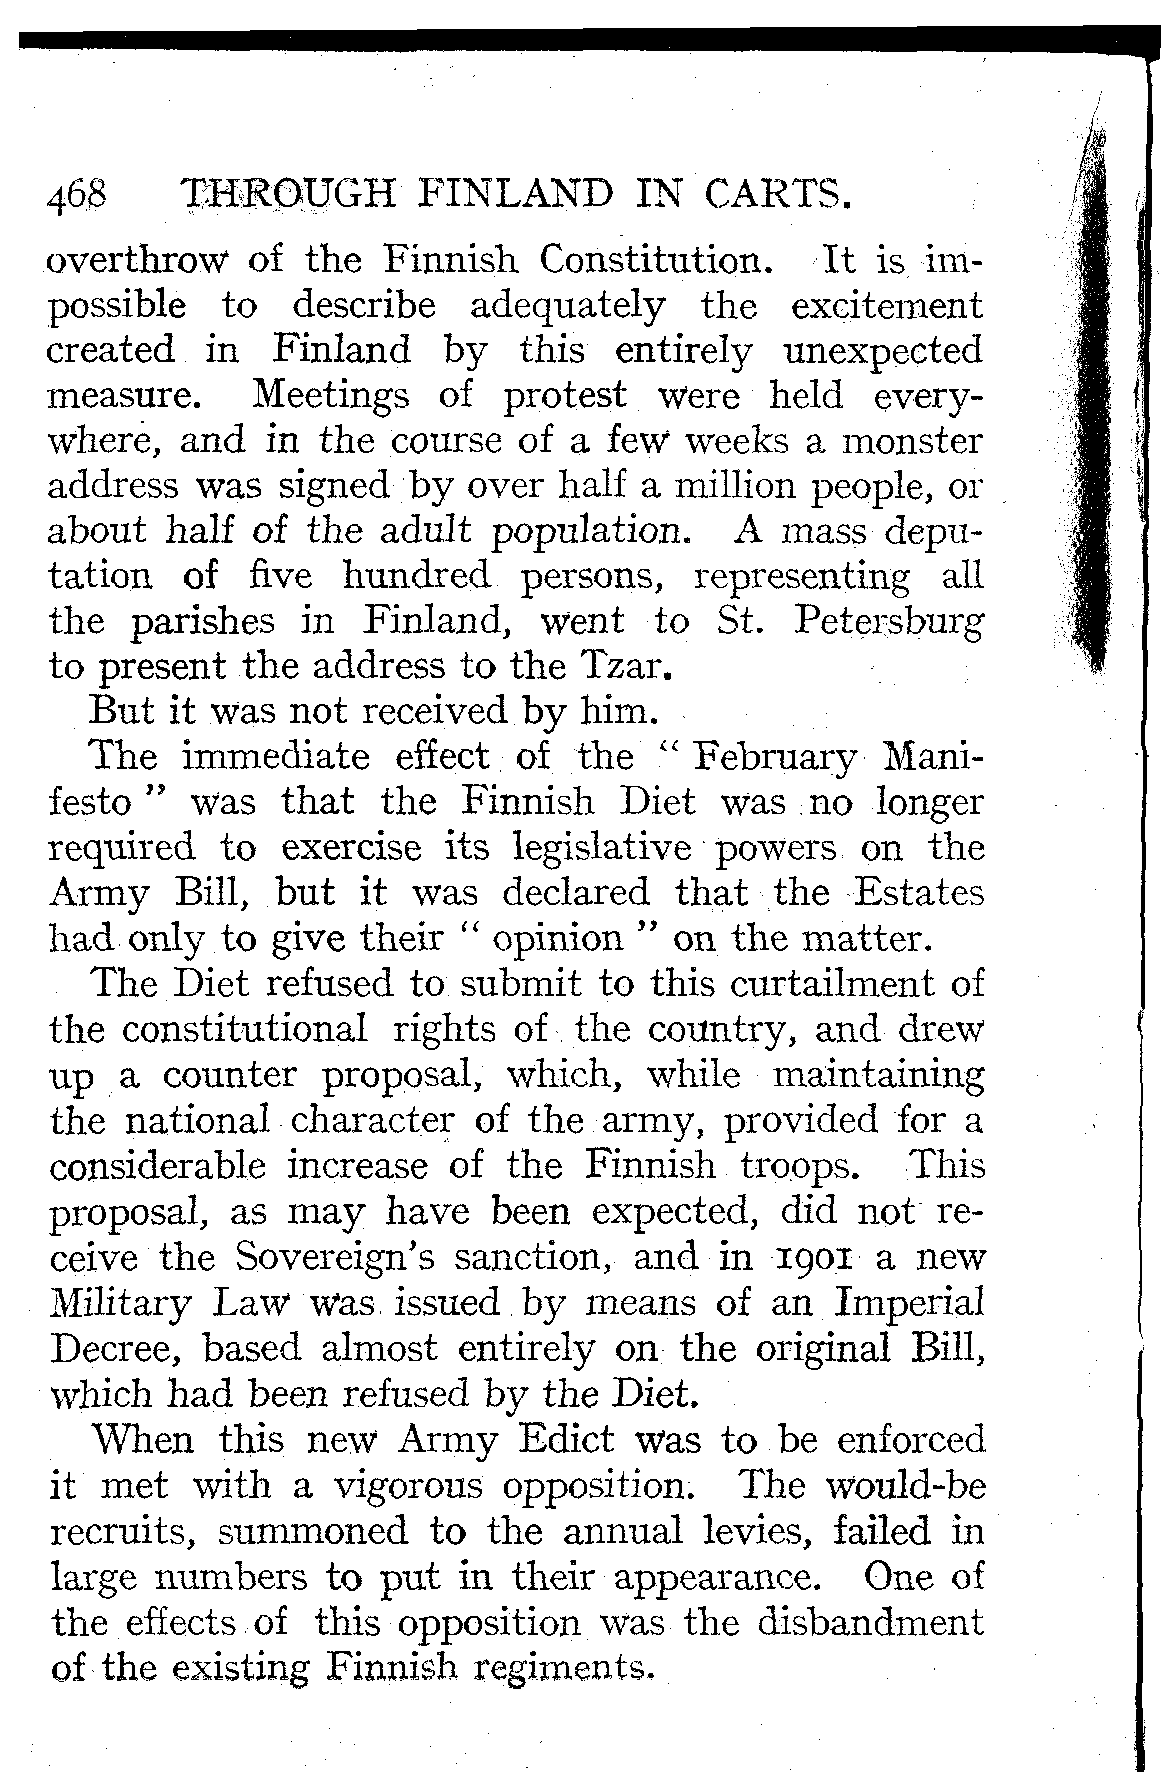 468 THROUGH FINLAND IN CARTS.
overthrow of the Finnish Constitution. It is im-
possible to describe adequately the excitement
created in Finland by this entirely unexpected
measure. Meetings of protest were held every-
where, and in the course of a few weeks a monster
address was signed by over half a million people, or
about half of the adult population. A mass depu-
tation of five hundred persons, representing all
the parishes in Finland, went to St. Petersburg
to present the address to the Tzar.
But it was not received by him.
The immediate effect of the “ February Mani-
festo ” was that the Finnish Diet was no longer
required to exercise its legislative powers on the
Army Bill, but it was declared that the Estates
had only to give their “ opinion ” on the matter.
The Diet refused to submit to this curtailment of
the constitutional rights of the country, and drew
up a counter proposal, which, while maintaining
the national character of the army, provided for a
considerable increase of the Finnish troops. This
proposal, as may have been expected, did not re-
ceive the Sovereign's sanction, and in 1901 a new
Military Law was issued by means of an Imperial
Decree, based almost entirely on the original Bill,
which had been refused by the Diet.
When this new Army Edict was to be enforced
it met with a vigorous opposition. The would-be
recruits, summoned to the annual levies, failed in
large numbers to put in their appearance. One of
the effects of this opposition was the disbandment
of the existing Finnish regiments.